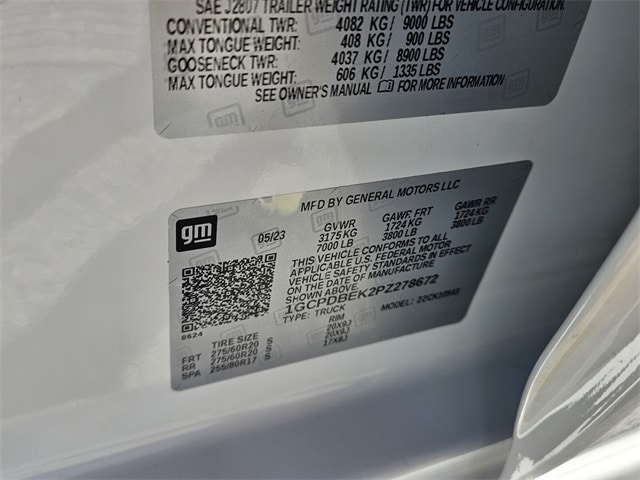 SAE J2807 TRAILER WEIGHT RATING (TWR) FOR VEHICLE CONFIGURATION
CONVENTIONAL TWR: 4082 KG/ 9000 LBS
MAX TONGUE WEIGHT: 408 KG/ 900 LBS
GOOSENECK TWR: 4037 KG/ 8900 LBS
MAX TONGUE WEIGHT: 606 KG/ 1335 LBS
SEE OWNER'S MANUAL FOR MORE INFORMATION
MFD BY GENERAL MOTORS LLC
gm 05/23 GVWR GAWR FRT GAWR RR
3175 KG 1724 KG 1724 KG
7000 LB 3800 LB 3800 LB
THIS VEHICLE CONFORMS TO ALL
APPLICABLE U.S. FEDERAL MOTOR
VEHICLE SAFETY STANDARDS IN EFFECT ON
THE DATE OF MANUFACTURE
SHOWN ABOVE.
1GCPDBEK2PZ278672
TYPE: TRUCK MODEL:
8624
TIRE SIZE RIM
FRT 275/60R20 S 20X9J
RR 275/60R20 S 20X9J
SPA 255/80R17 S 17X8J